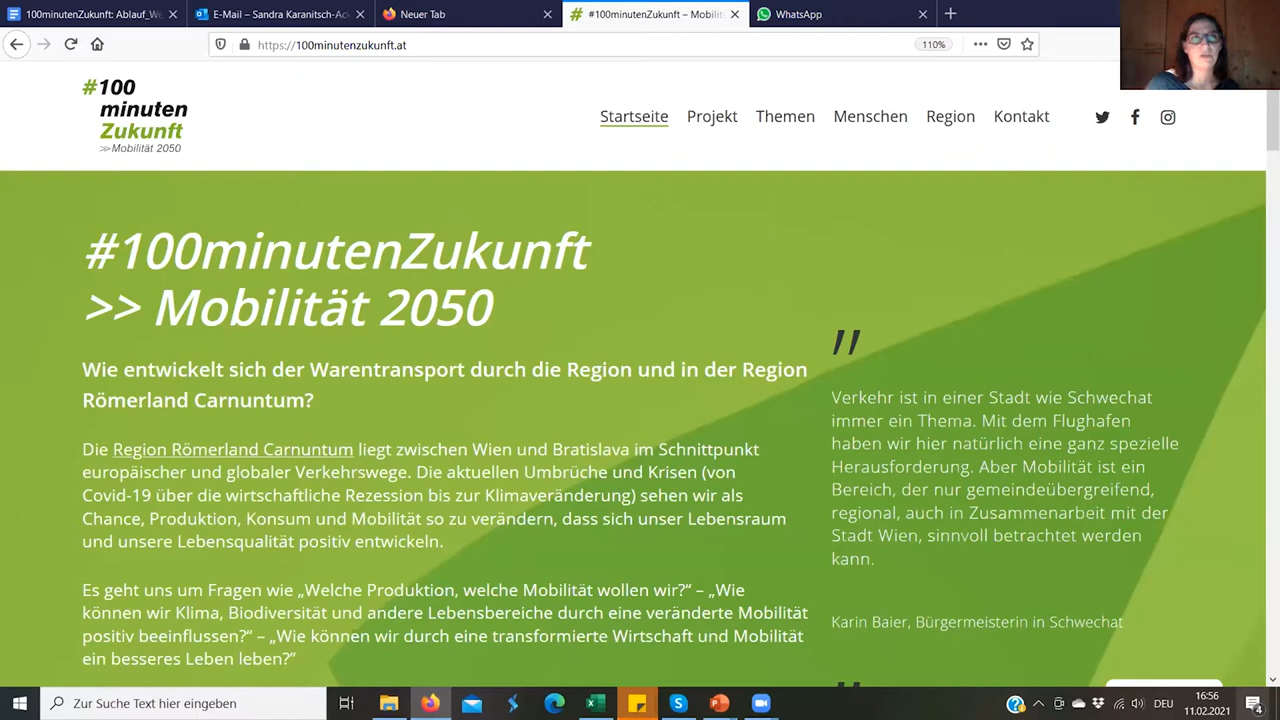 100minutenZukunft: Ablauf_We
E-Mail – Sandra Karanitsch-Ack
Neuer Tab
#100minutenZukunft – Mobilit
WhatsApp
https://100minutenzukunft.at
110%
#100
minuten
Zukunft
>>Mobilität 2050
Startseite Projekt Themen Menschen Region Kontakt
#100minutenZukunft
>> Mobilität 2050
Wie entwickelt sich der Warentransport durch die Region und in der Region
Römerland Carnuntum?
Die Region Römerland Carnuntum liegt zwischen Wien und Bratislava im Schnittpunkt
europäischer und globaler Verkehrswege. Die aktuellen Umbrüche und Krisen (von
Covid-19 über die wirtschaftliche Rezession bis zur Klimaveränderung) sehen wir als
Chance, Produktion, Konsum und Mobilität so zu verändern, dass sich unser Lebensraum
und unsere Lebensqualität positiv entwickeln.
Es geht uns um Fragen wie „Welche Produktion, welche Mobilität wollen wir?“ – „Wie
können wir Klima, Biodiversität und andere Lebensbereiche durch eine veränderte Mobilität
positiv beeinflussen?“ – „Wie können wir durch eine transformierte Wirtschaft und Mobilität
ein besseres Leben leben?”
"
Verkehr ist in einer Stadt wie Schwechat
immer ein Thema. Mit dem Flughafen
haben wir hier natürlich eine ganz spezielle
Herausforderung. Aber Mobilität ist ein
Bereich, der nur gemeindeübergreifend,
regional, auch in Zusammenarbeit mit der
Stadt Wien, sinnvoll betrachtet werden
kann.
Karin Baier, Bürgermeisterin in Schwechat
Zur Suche Text hier eingeben
DEU
16:56
11.02.2021
4